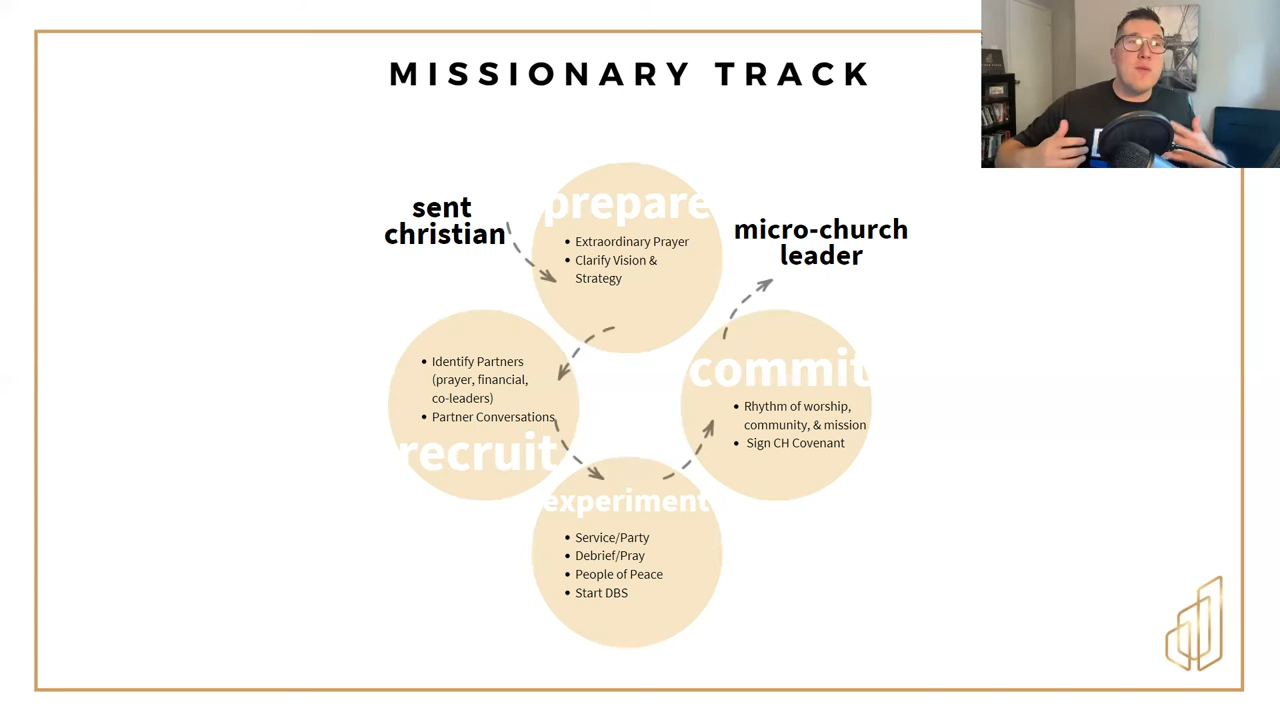 MISSIONARY TRACK
sent
christian
prepare
• Extraordinary Prayer
• Clarify Vision &
Strategy
micro-church
leader
• Identify Partners
(prayer, financial,
co-leaders)
• Partner Conversations
recruit
experiment
• Service/Party
• Debrief/Pray
• People of Peace
• Start DBS
commit
• Rhythm of worship,
community, & mission
• Sign CH Covenant